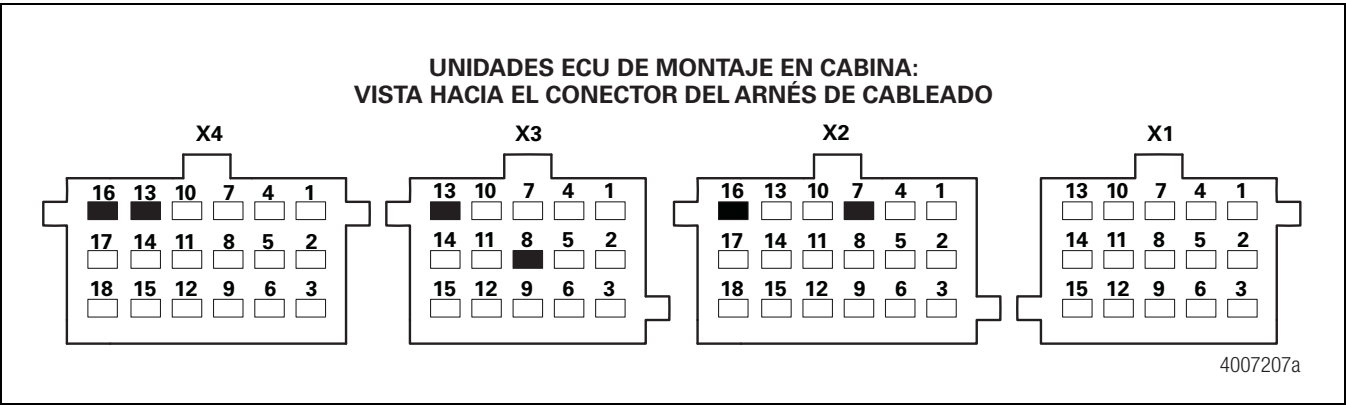 UNIDADES ECU DE MONTAJE EN CABINA:
VISTA HACIA EL CONECTOR DEL ARNÉS DE CABLEADO
X4 X3 X2 X1
16 13 10 7 4 1 13 10 7 4 1 16 13 10 7 4 1 13 10 7 4 1
17 14 11 8 5 2 14 11 8 5 2 17 14 11 8 5 2 14 11 8 5 2
18 15 12 9 6 3 15 12 9 6 3 18 15 12 9 6 3 15 12 9 6 3
4007207a